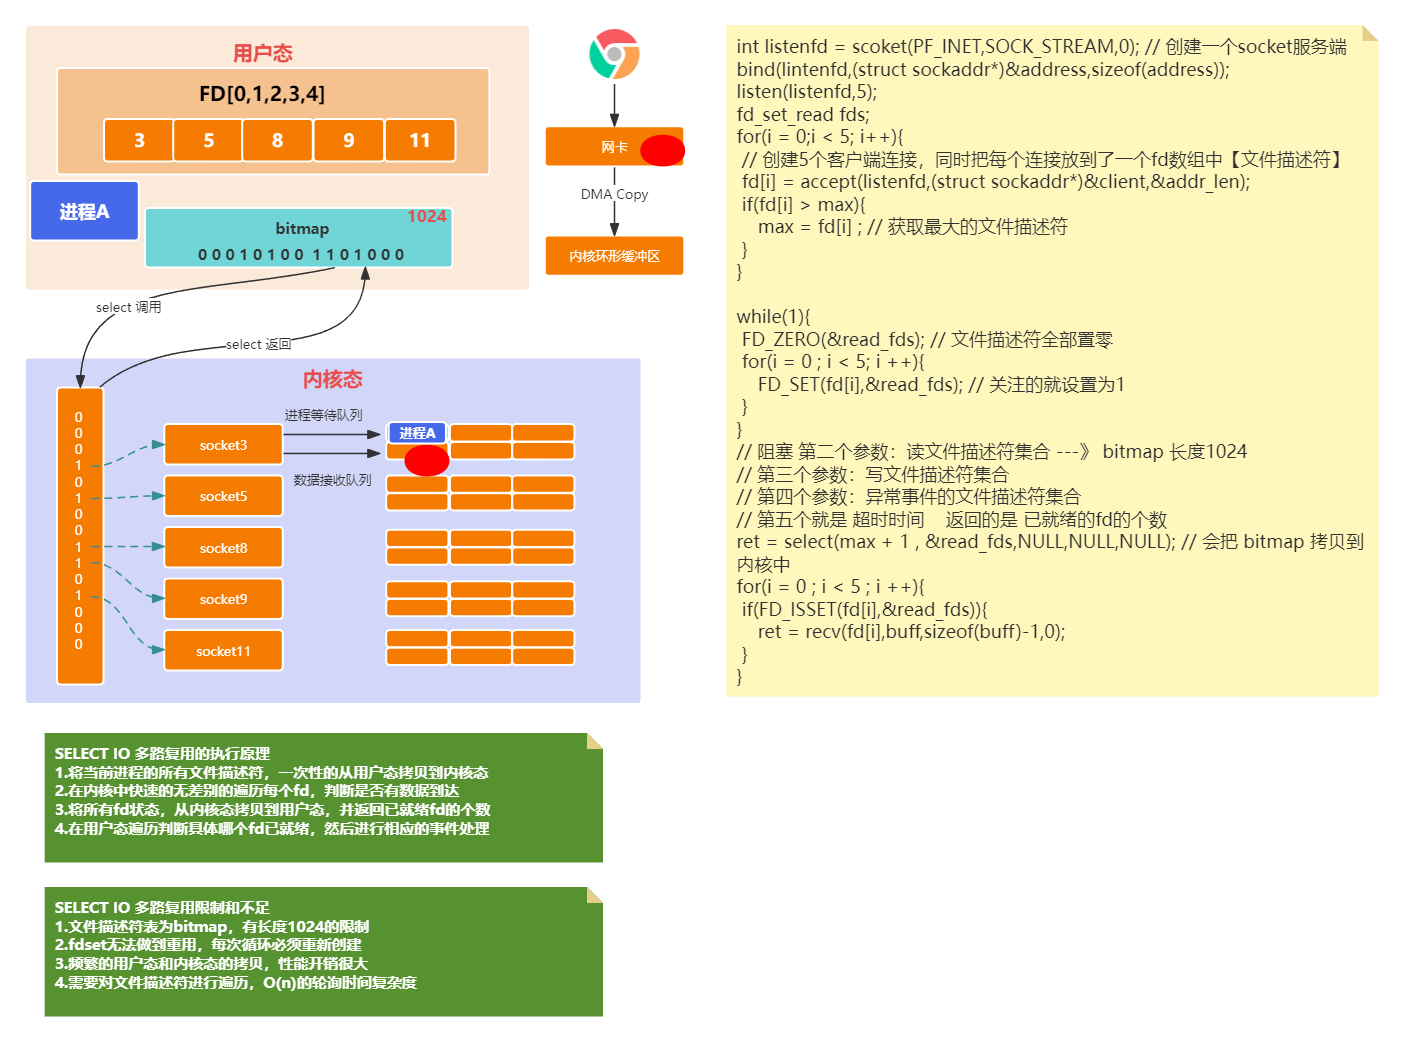 用户态
FD[0,1,2,3,4]
3 5 8 9 11
进程A
1024
bitmap
0 0 0 1 0 1 0 0 1 1 0 1 0 0 0
select 调用
select 返回
网卡
DMA Copy
内核环形缓冲区
内核态
0
0
0
1
0
1
0
0
1
1
0
1
0
0
0
socket3
socket5
socket8
socket9
socket11
进程等待队列
进程A
数据接收队列
int listenfd = scoket(PF_INET,SOCK_STREAM,0); // 创建一个socket服务端
bind(lintenfd,(struct sockaddr*)&address,sizeof(address));
listen(listenfd,5);
fd_set_read fds;
for(i = 0;i < 5; i++){
// 创建5个客户端连接，同时把每个连接放到了一个fd数组中【文件描述符】
fd[i] = accept(listenfd,(struct sockaddr*)&client,&addr_len);
if(fd[i] > max){
max = fd[i] ; // 获取最大的文件描述符
}
}
while(1){
FD_ZERO(&read_fds); // 文件描述符全部置零
for(i = 0 ; i < 5; i ++){
FD_SET(fd[i],&read_fds); // 关注的就设置为1
}
}
// 阻塞 第二个参数：读文件描述符集合 ---》 bitmap 长度1024
// 第三个参数：写文件描述符集合
// 第四个参数：异常事件的文件描述符集合
// 第五个就是 超时时间 返回的是 已就绪的fd的个数
ret = select(max + 1 , &read_fds,NULL,NULL,NULL); // 会把 bitmap 拷贝到
内核中
for(i = 0 ; i < 5 ; i ++){
if(FD_ISSET(fd[i],&read_fds)){
ret = recv(fd[i],buff,sizeof(buff)-1,0);
}
}
SELECT IO 多路复用的执行原理
1.将当前进程的所有文件描述符，一次性的从用户态拷贝到内核态
2.在内核中快速的无差别的遍历每个fd，判断是否有数据到达
3.将所有fd状态，从内核态拷贝到用户态，并返回已就绪fd的个数
4.在用户态遍历判断具体哪个fd已就绪，然后进行相应的事件处理
SELECT IO 多路复用限制和不足
1.文件描述符表为bitmap，有长度1024的限制
2.fdset无法做到重用，每次循环必须重新创建
3.频繁的用户态和内核态的拷贝，性能开销很大
4.需要对文件描述符进行遍历，O(n)的轮询时间复杂度